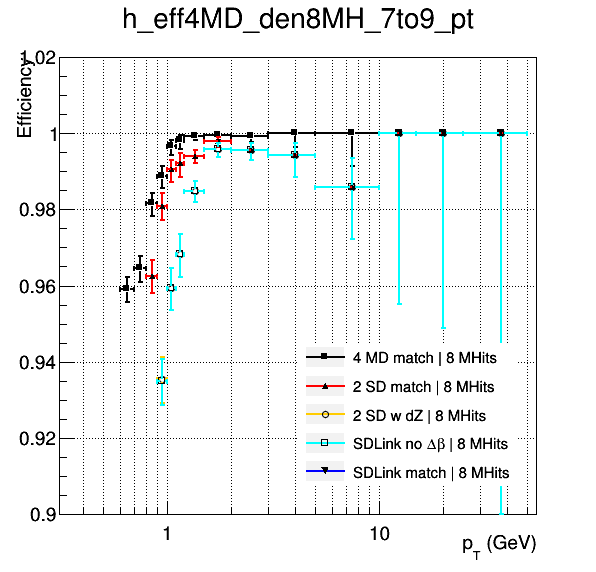 h_eff4MD_den8MH_7to9_pt
Efficiency
1.02
1
0.98
0.96
0.94
0.92
0.9
4 MD match | 8 MHits
2 SD match | 8 MHits
2 SD w dZ | 8 MHits
SDLink no Δβ | 8 MHits
SDLink match | 8 MHits
1
10
p_T (GeV)